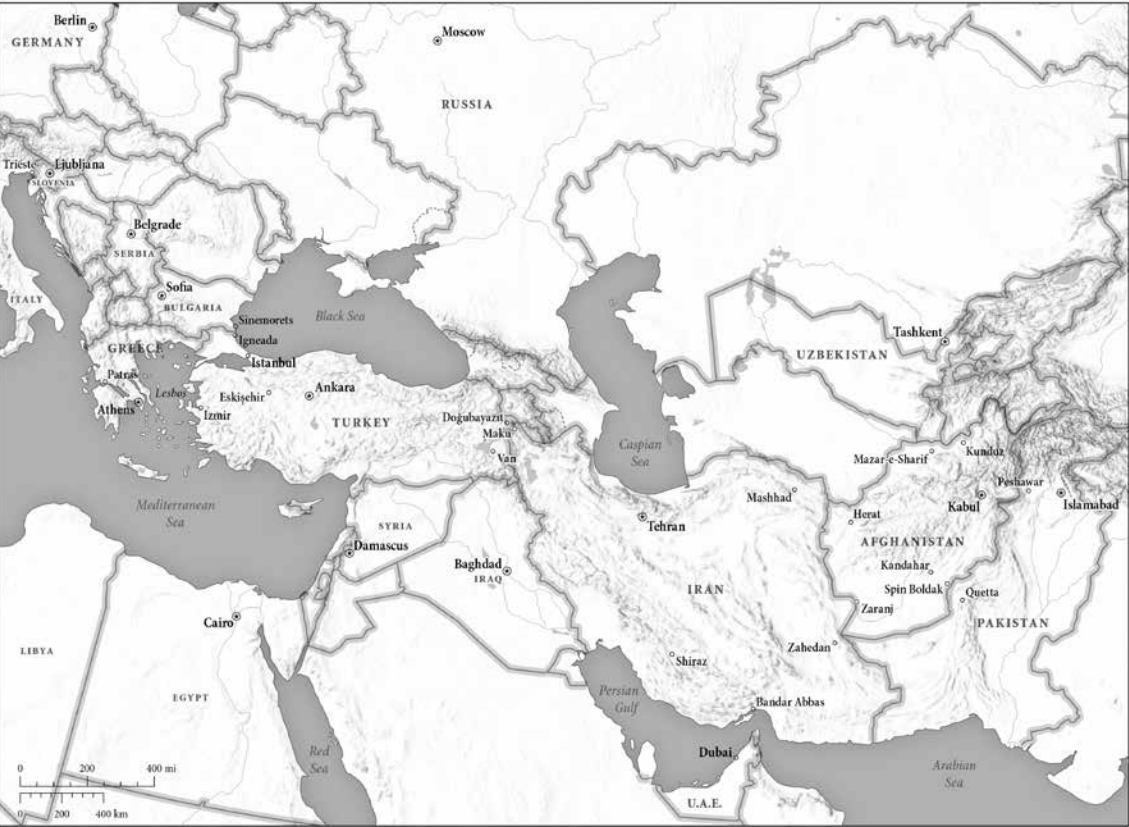 Berlin
GERMANY
Moscow
RUSSIA
Trieste
Ljubljana
SLOVENIA
Belgrade
SERBIA
ITALY
Sofia
BULGARIA
Black Sea
Sinemorets
Igneada
Istanbul
GREECE
Patras
Lesbos
Athens
Izmir
Eskişehir
Ankara
TURKEY
Doğubayazıt
Maku
Van
Caspian
Sea
UZBEKISTAN
Tashkent
Mazar-e-Sharif
Kunduz
Peshawar
Kabul
Islamabad
Mashhad
Herat
AFGHANISTAN
Tehran
Mediterranean
Sea
SYRIA
Damascus
Baghdad
IRAQ
IRAN
Kandahar
Spin Boldak
Quetta
Zaranj
PAKISTAN
Cairo
LIBYA
EGYPT
Zahedan
Shiraz
Persian
Gulf
Bandar Abbas
Red
Sea
Dubai
Arabian
Sea
U.A.E.
0 200 400 mi
0 200 400 km